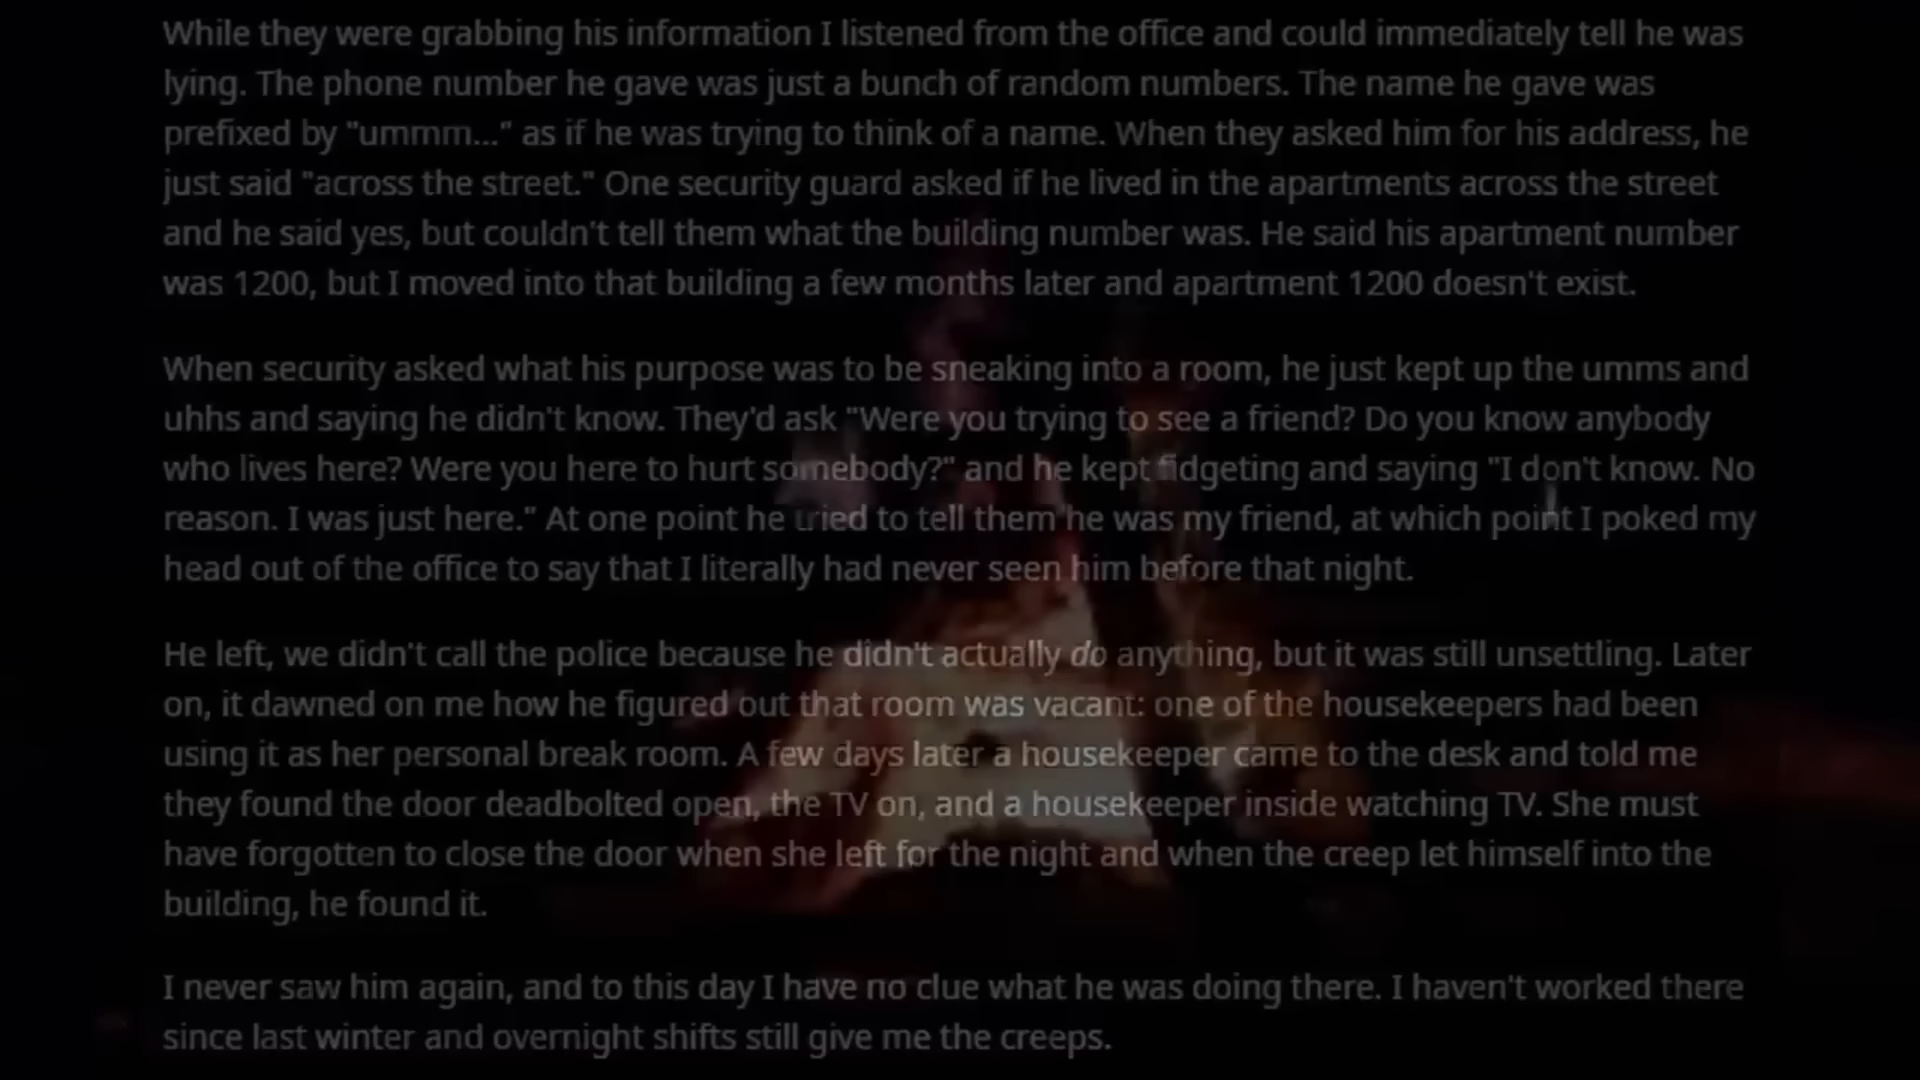 While they were grabbing his information I listened from the office and could immediately tell he was
lying. The phone number he gave was just a bunch of random numbers. The name he gave was
prefixed by "ummm..." as if he was trying to think of a name. When they asked him for his address, he
just said "across the street." One security guard asked if he lived in the apartments across the street
and he said yes, but couldn't tell them what the building number was. He said his apartment number
was 1200, but I moved into that building a few months later and apartment 1200 doesn't exist.
When security asked what his purpose was to be sneaking into a room, he just kept up the umms and
uhhs and saying he didn't know. They'd ask "Were you trying to see a friend? Do you know anybody
who lives here? Were you here to hurt somebody?" and he kept fidgeting and saying "I don't know. No
reason. I was just here." At one point he tried to tell them he was my friend, at which point I poked my
head out of the office to say that I literally had never seen him before that night.
He left, we didn't call the police because he didn't actually do anything, but it was still unsettling. Later
on, it dawned on me how he figured out that room was vacant: one of the housekeepers had been
using it as her personal break room. A few days later a housekeeper came to the desk and told me
they found the door deadbolted open, the TV on, and a housekeeper inside watching TV. She must
have forgotten to close the door when she left for the night and when the creep let himself into the
building, he found it.
I never saw him again, and to this day I have no clue what he was doing there. I haven't worked there
since last winter and overnight shifts still give me the creeps.